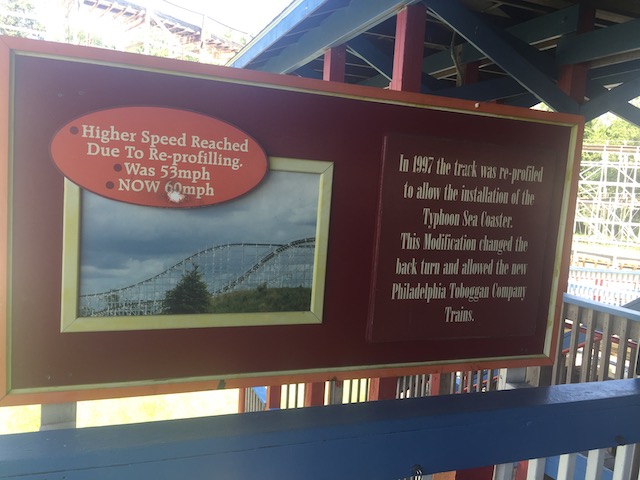 Higher Speed Reached
Due To Re-profilling.
Was 53mph
NOW 60mph
In 1997 the track was re-profiled
to allow the installation of the
Typhoon Sea Coaster.
This Modification changed the
back turn and allowed the new
Philadelphia Toboggan Company
Trains.